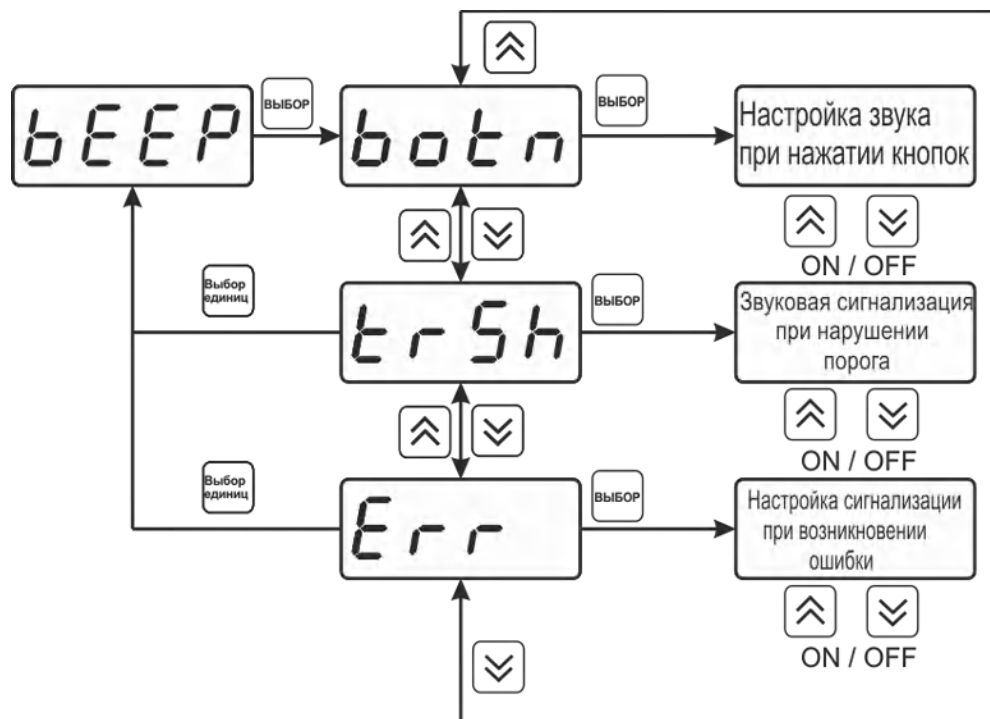 bEEP
ВЫБОР
botn
ВЫБОР
Настройка звука
при нажатии кнопок
ON / OFF
Выбор
единиц
trSh
ВЫБОР
Звуковая сигнализация
при нарушении
порога
ON / OFF
Выбор
единиц
Err
ВЫБОР
Настройка сигнализации
при возникновении
ошибки
ON / OFF